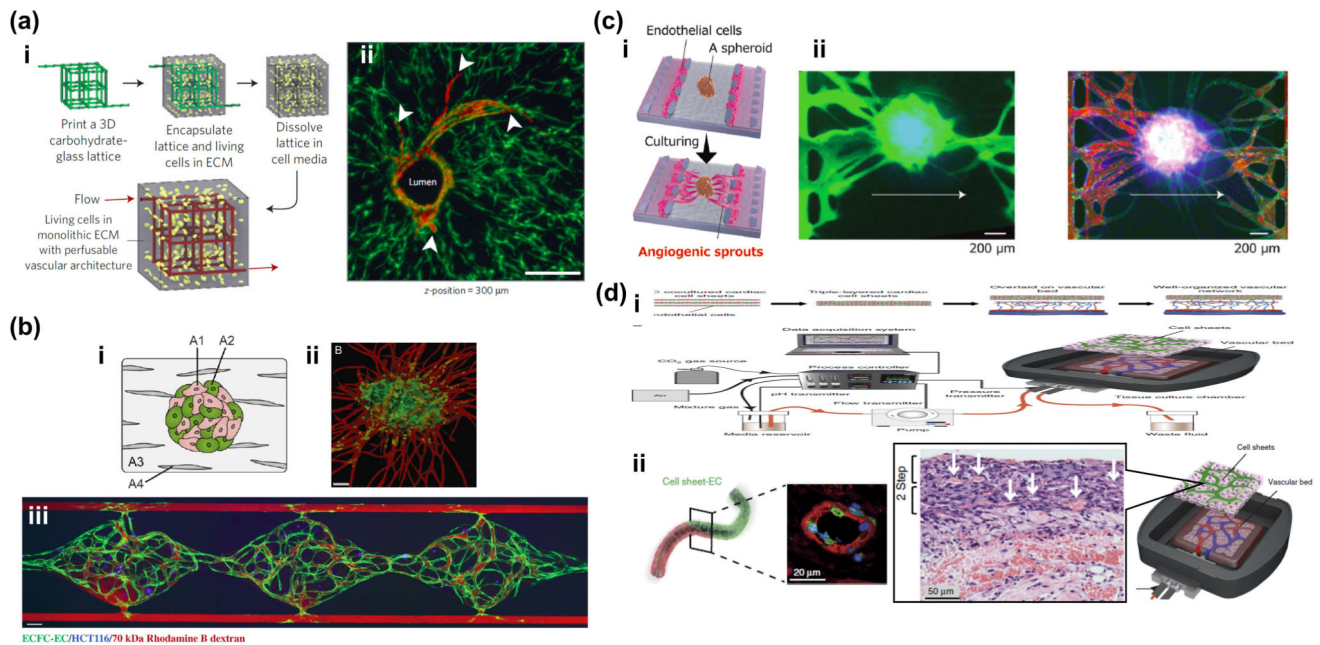 (a)
i
Print a 3D
carbohydrate-
glass lattice
Encapsulate
lattice and living
cells in ECM
Dissolve
lattice in
cell media
Flow
Living cells in
monolithic ECM
with perfusable
vascular architecture
ii
Lumen
z-position = 300 μm
(b)
i
A1
A2
A3
A4
ii
B
iii
ECFC-EC/HCT116/70 kDa Rhodamine B dextran
(c)
i
Endothelial cells
A spheroid
Culturing
Angiogenic sprouts
ii
200 μm
200 μm
(d)
i
cocultured cardiac
cell sheets
Triple-layered cardiac
cell sheets
Overlaid on vascular
bed
Well-organized vascular
network
Cell sheets
Vascular bed
Data acquisition system
CO₂ gas source
Process controller
Air
pH transmitter
Flow transmitter
Pressure
transmitter
Tissue culture chamber
Mixture gas
Media reservoir
Pump
Waste fluid
ii
Cell sheet-EC
20 μm
2 Step
50 μm
Cell sheets
Vascular bed